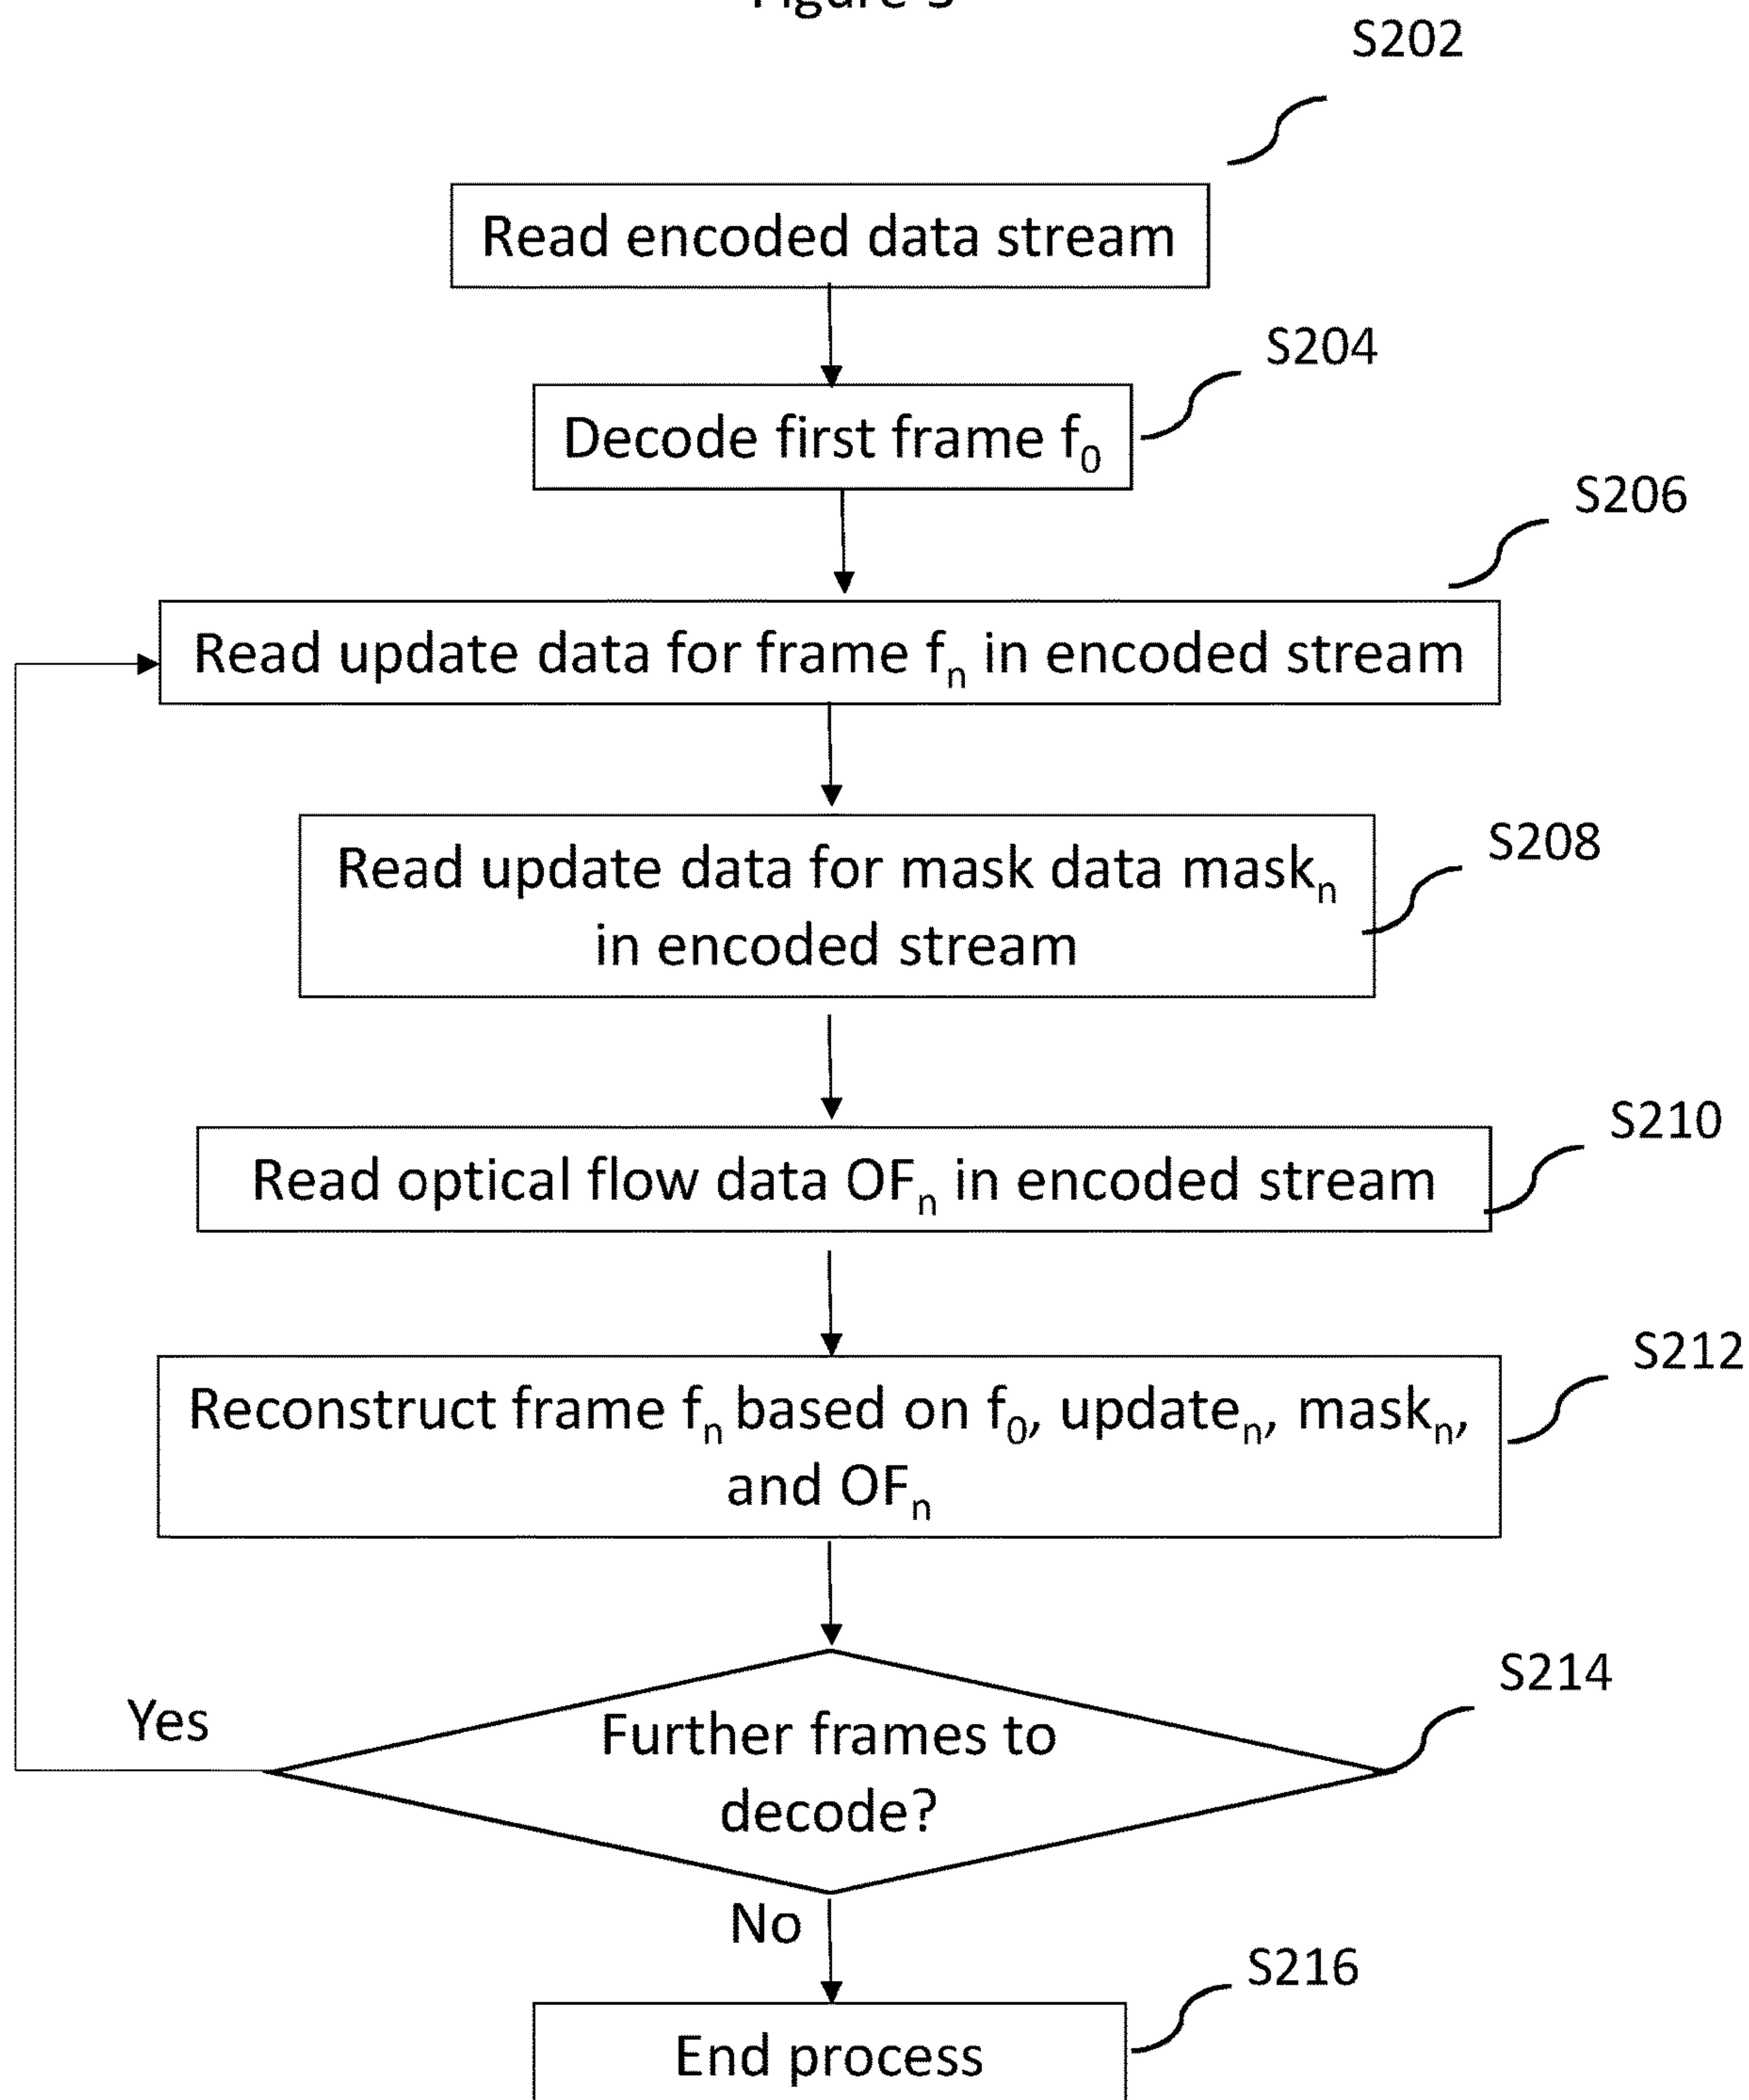 S202
Read encoded data stream
S204
Decode first frame f₀
S206
Read update data for frame fₙ in encoded stream
Read update data for mask data maskₙ
in encoded stream
S208
S210
Read optical flow data OFₙ in encoded stream
S212
Reconstruct frame fₙ based on f₀, updateₙ, maskₙ,
and OFₙ
S214
Yes
Further frames to
decode?
No
S216
End process